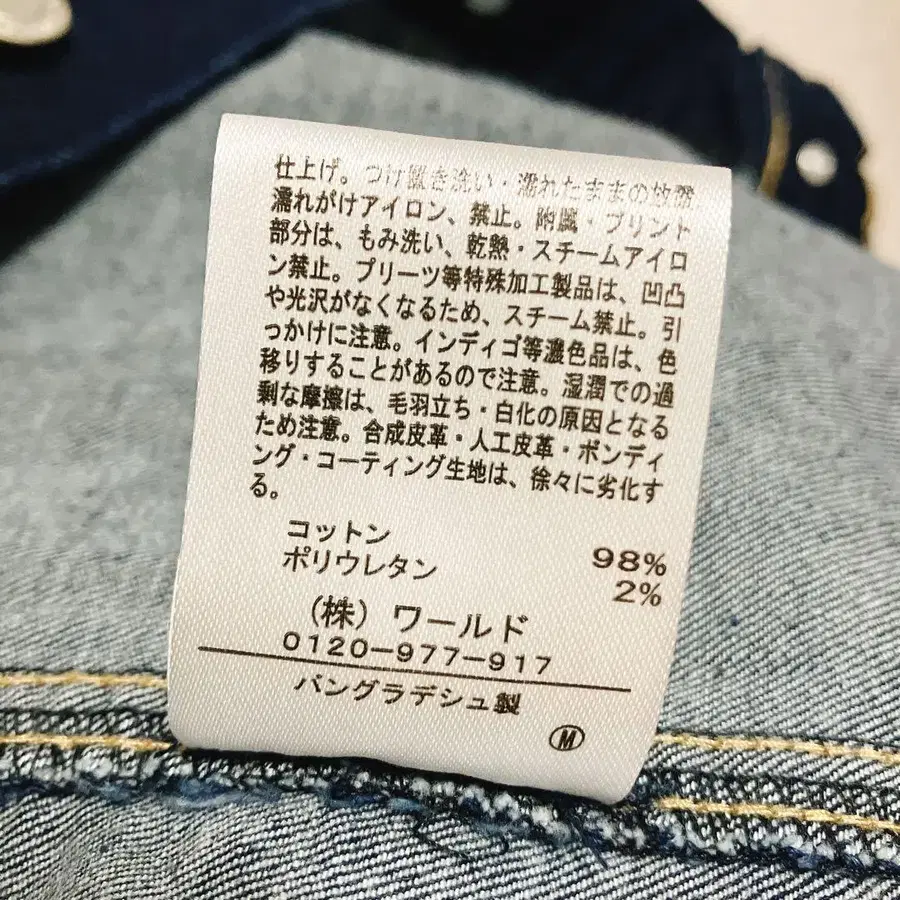 仕上げ。つけ置き洗い・濡れたままの放置
濡れがけアイロン、禁止。附属・プリント
部分は、もみ洗い、乾熱・スチームアイロ
ン禁止。プリーツ等特殊加工製品は、凹凸
や光沢がなくなるため、スチーム禁止。引
っかけに注意。インディゴ等濃色品は、色
移りすることがあるので注意。湿潤での過
剰な摩擦は、毛羽立ち・白化の原因となる
ため注意。合成皮革・人工皮革・ボンディ
ング・コーティング生地は、徐々に劣化す
る。
コットン 98%
ポリウレタン 2%
(株) ワールド
0120-977-917
バングラデシュ製
M